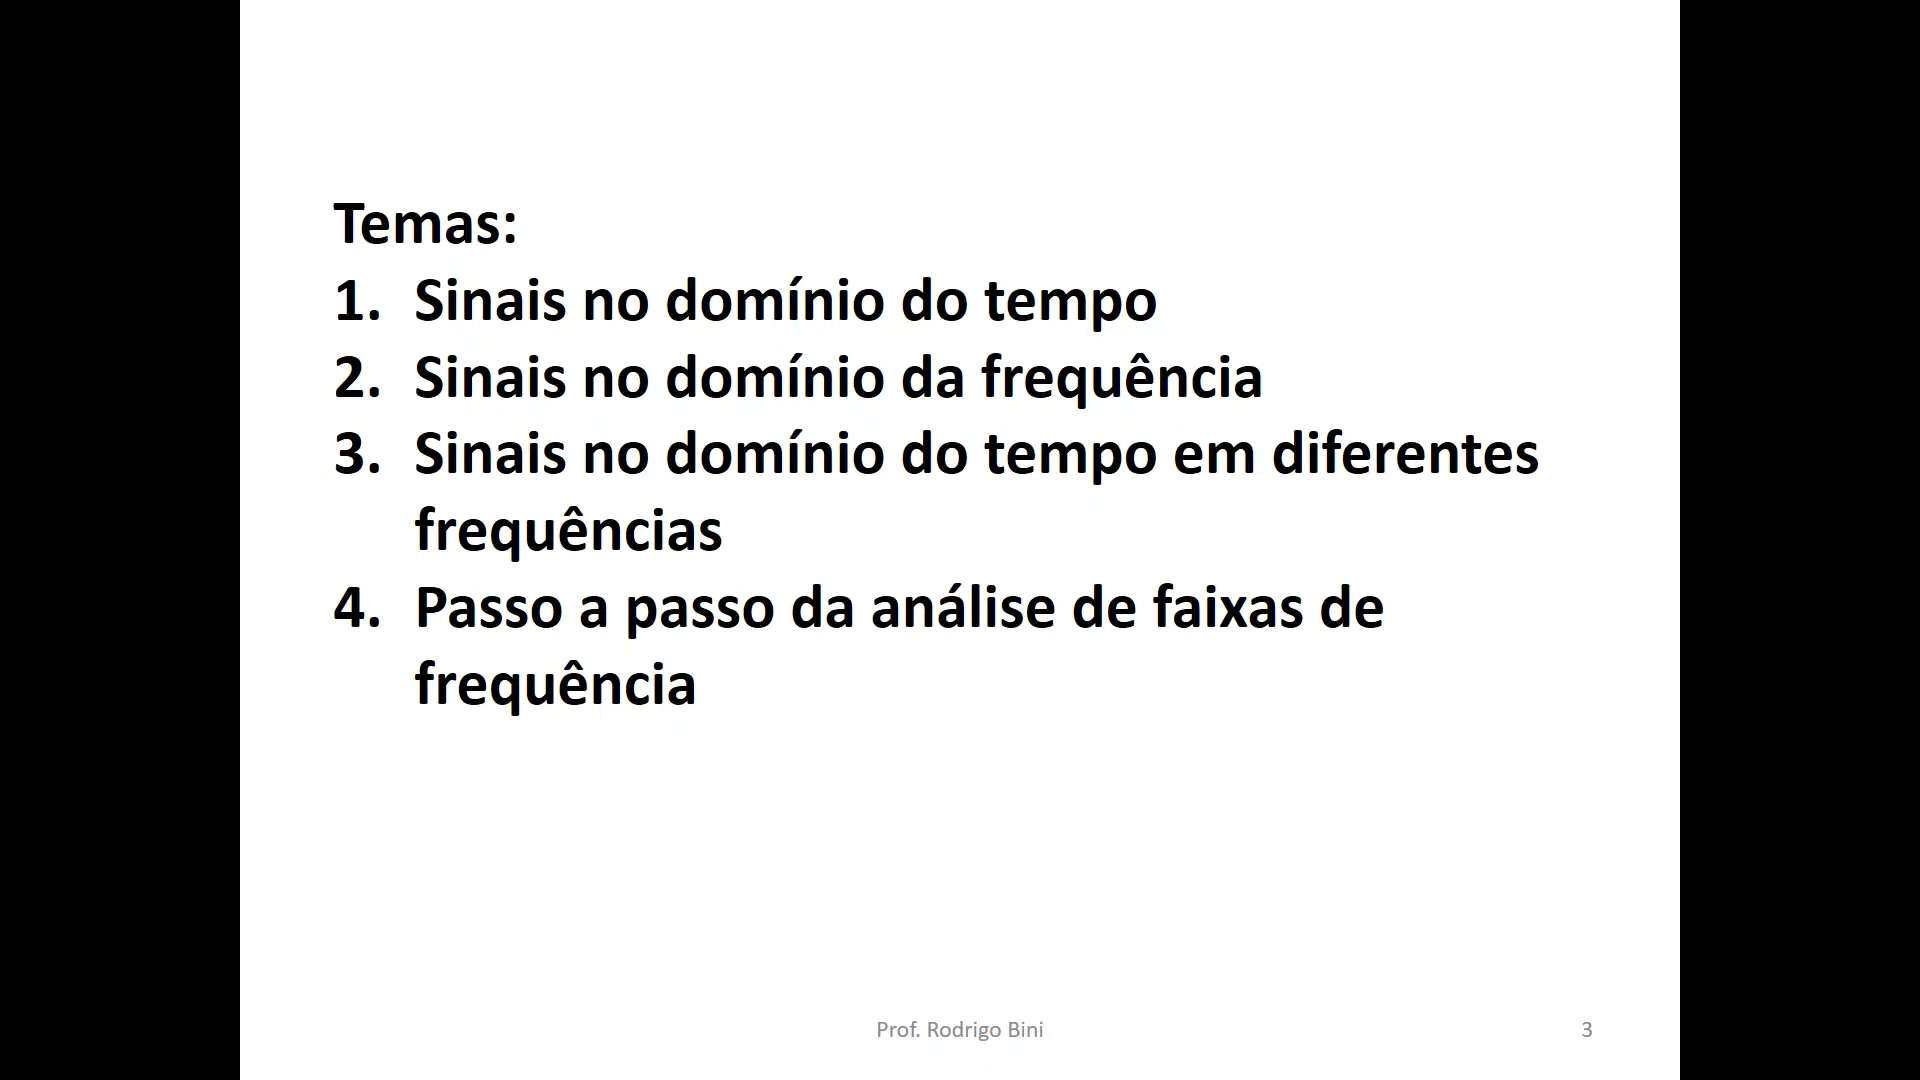 Temas:
1. Sinais no domínio do tempo
2. Sinais no domínio da frequência
3. Sinais no domínio do tempo em diferentes
frequências
4. Passo a passo da análise de faixas de
frequência
Prof. Rodrigo Bini
3